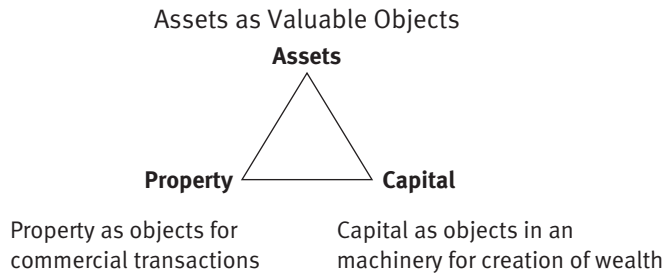 Assets as Valuable Objects
Assets
Property
Capital
Property as objects for
commercial transactions
Capital as objects in an
machinery for creation of wealth